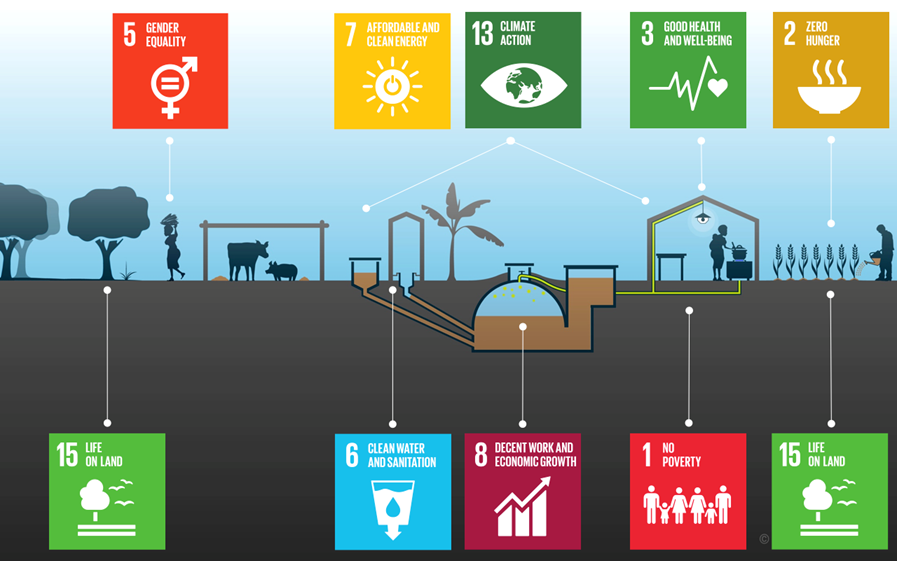 5 GENDER
EQUALITY
7 AFFORDABLE AND
CLEAN ENERGY
13 CLIMATE
ACTION
3 GOOD HEALTH
AND WELL-BEING
2 ZERO
HUNGER
15 LIFE
ON LAND
6 CLEAN WATER
AND SANITATION
8 DECENT WORK AND
ECONOMIC GROWTH
1 NO
POVERTY
©
15 LIFE
ON LAND